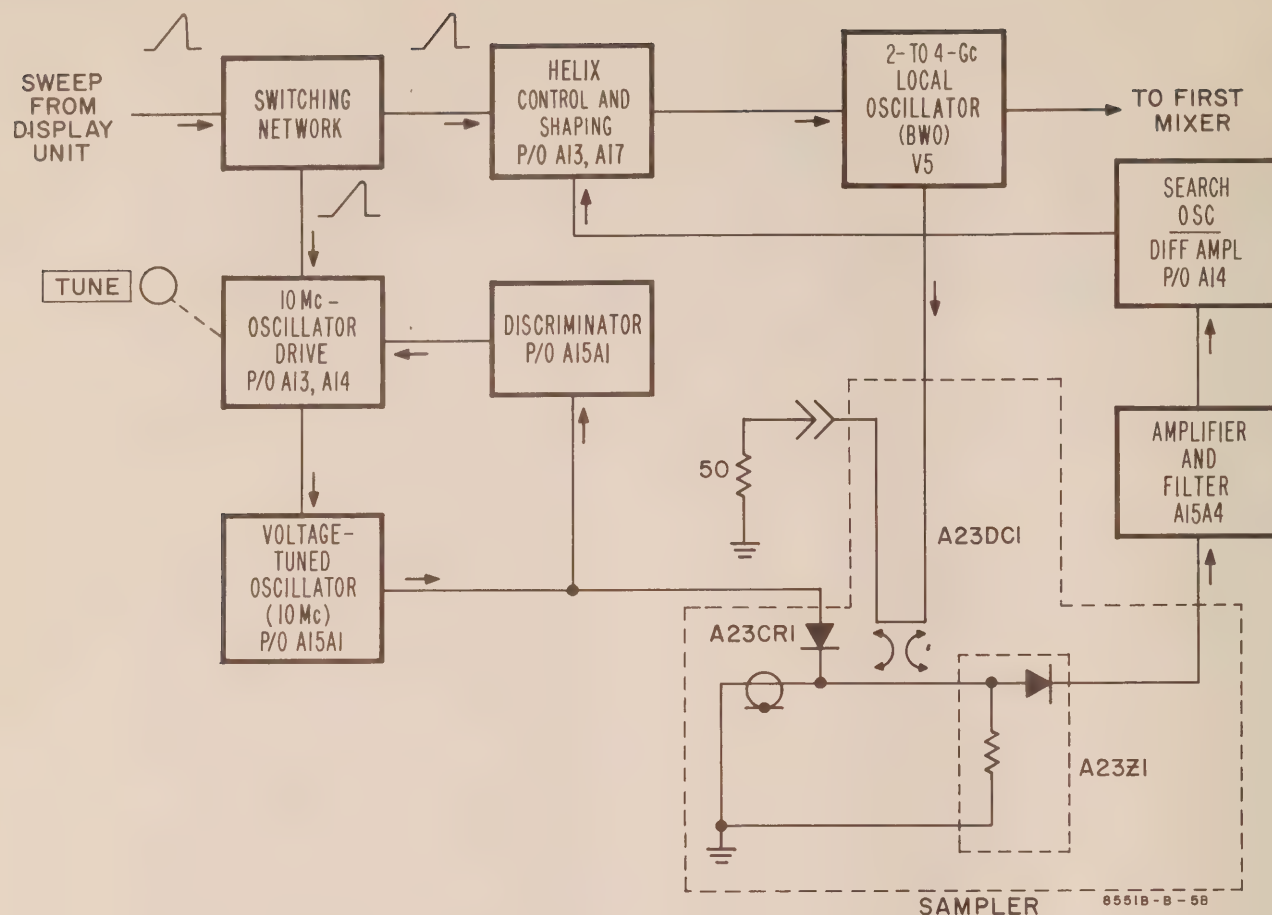 SWEEP
FROM
DISPLAY
UNIT
SWITCHING
NETWORK
HELIX
CONTROL AND
SHAPING
P/O A13, A17
2- TO 4-Gc
LOCAL
OSCILLATOR
(BWO)
V5
TO FIRST
MIXER
SEARCH
OSC
DIFF AMPL
P/O A14
TUNE
10 Mc-
OSCILLATOR
DRIVE
P/O A13, A14
DISCRIMINATOR
P/O A15A1
AMPLIFIER
AND
FILTER
A15A4
50
A23DC1
VOLTAGE-
TUNED
OSCILLATOR
(10 Mc)
P/O A15A1
A23CR1
A23Z1
SAMPLER
8551B-B-5B